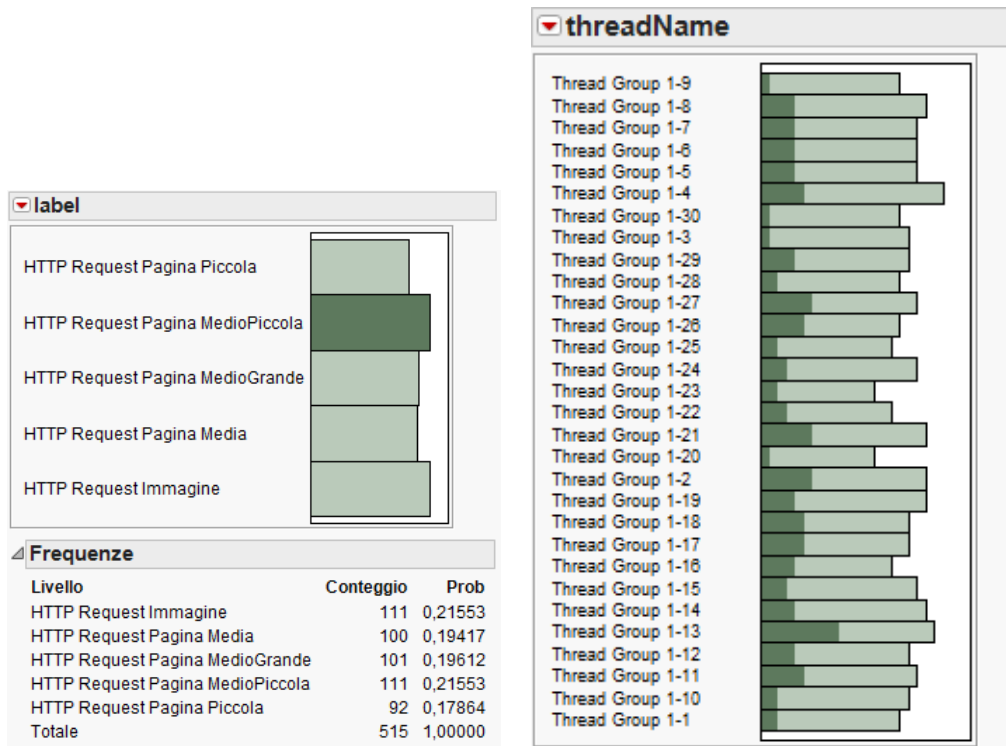 label
HTTP Request Pagina Piccola
HTTP Request Pagina MedioPiccola
HTTP Request Pagina MedioGrande
HTTP Request Pagina Media
HTTP Request Immagine
Frequenze
Livello Conteggio Prob
HTTP Request Immagine 111 0,21553
HTTP Request Pagina Media 100 0,19417
HTTP Request Pagina MedioGrande 101 0,19612
HTTP Request Pagina MedioPiccola 111 0,21553
HTTP Request Pagina Piccola 92 0,17864
Totale 515 1,00000
threadName
Thread Group 1-9
Thread Group 1-8
Thread Group 1-7
Thread Group 1-6
Thread Group 1-5
Thread Group 1-4
Thread Group 1-30
Thread Group 1-3
Thread Group 1-29
Thread Group 1-28
Thread Group 1-27
Thread Group 1-26
Thread Group 1-25
Thread Group 1-24
Thread Group 1-23
Thread Group 1-22
Thread Group 1-21
Thread Group 1-20
Thread Group 1-2
Thread Group 1-19
Thread Group 1-18
Thread Group 1-17
Thread Group 1-16
Thread Group 1-15
Thread Group 1-14
Thread Group 1-13
Thread Group 1-12
Thread Group 1-11
Thread Group 1-10
Thread Group 1-1